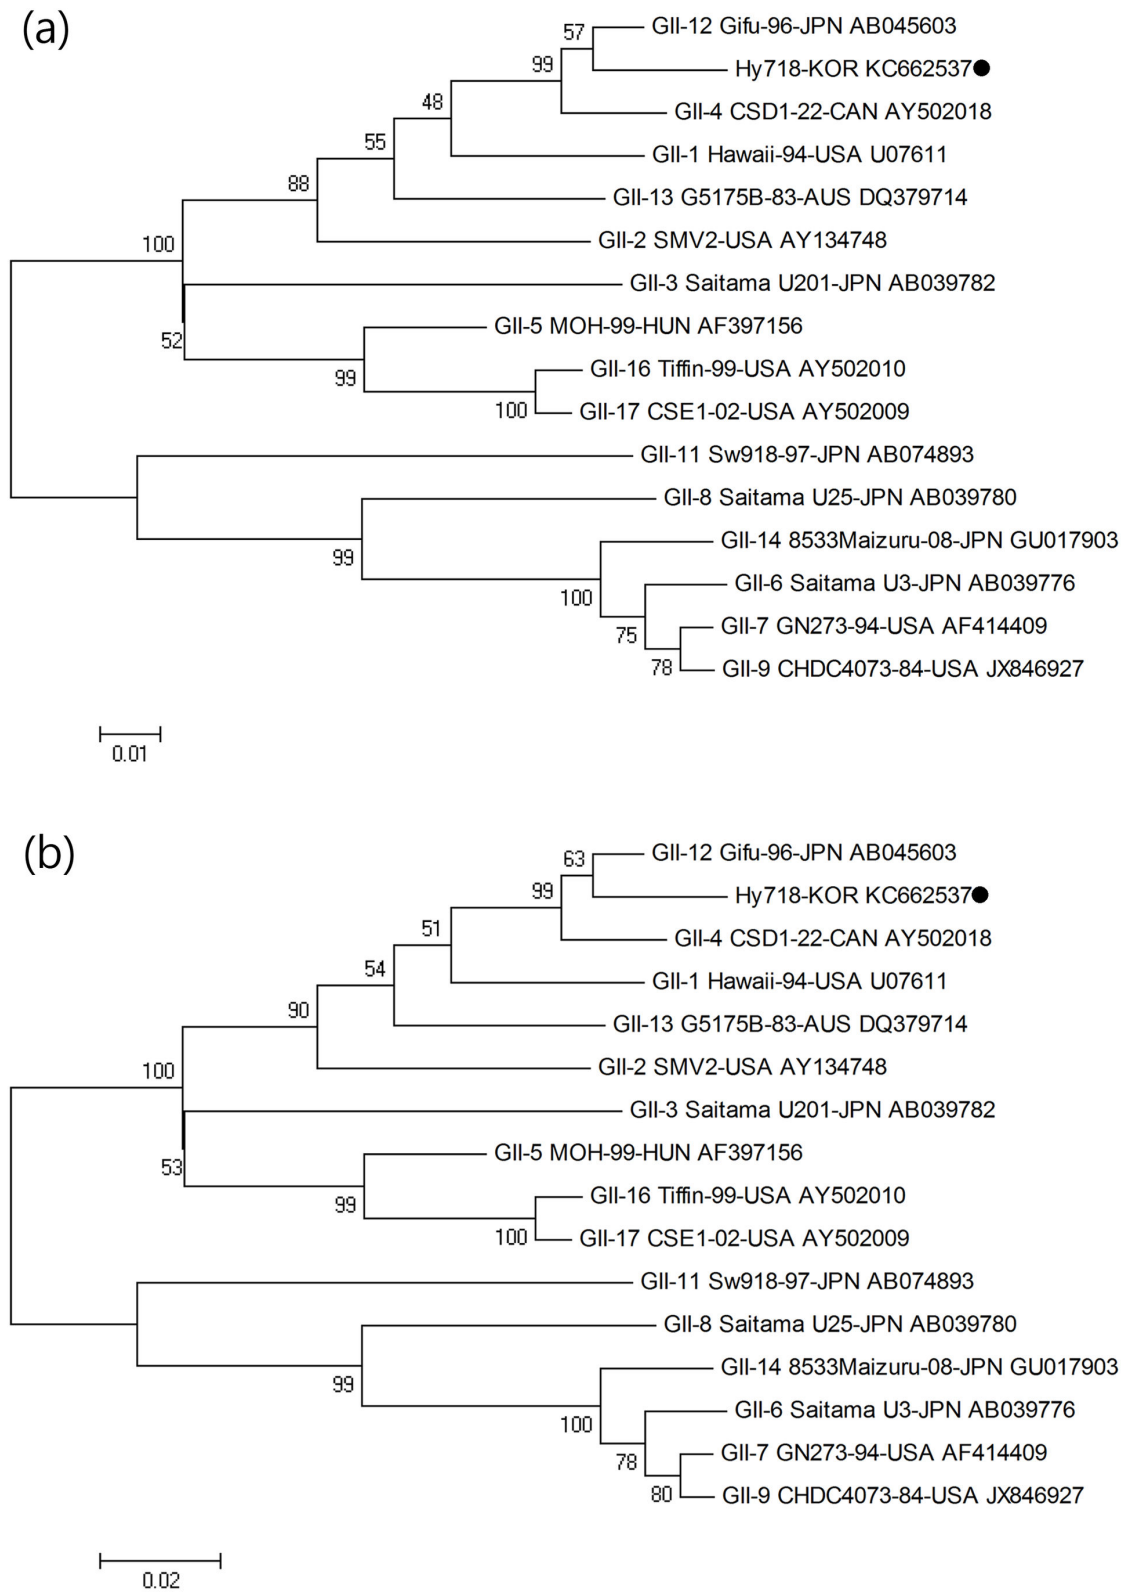 (a)
57
GII-12 Gifu-96-JPN AB045603
99
Hy718-KOR KC662537●
48
GII-4 CSD1-22-CAN AY502018
55
GII-1 Hawaii-94-USA U07611
88
GII-13 G5175B-83-AUS DQ379714
100
GII-2 SMV2-USA AY134748
GII-3 Saitama U201-JPN AB039782
52
GII-5 MOH-99-HUN AF397156
99
GII-16 Tiffin-99-USA AY502010
100
GII-17 CSE1-02-USA AY502009
GII-11 Sw918-97-JPN AB074893
GII-8 Saitama U25-JPN AB039780
99
GII-14 8533Maizuru-08-JPN GU017903
100
GII-6 Saitama U3-JPN AB039776
75
GII-7 GN273-94-USA AF414409
78
GII-9 CHDC4073-84-USA JX846927
0.01
(b)
63
GII-12 Gifu-96-JPN AB045603
99
Hy718-KOR KC662537●
51
GII-4 CSD1-22-CAN AY502018
54
GII-1 Hawaii-94-USA U07611
90
GII-13 G5175B-83-AUS DQ379714
100
GII-2 SMV2-USA AY134748
GII-3 Saitama U201-JPN AB039782
53
GII-5 MOH-99-HUN AF397156
99
GII-16 Tiffin-99-USA AY502010
100
GII-17 CSE1-02-USA AY502009
GII-11 Sw918-97-JPN AB074893
GII-8 Saitama U25-JPN AB039780
99
GII-14 8533Maizuru-08-JPN GU017903
100
GII-6 Saitama U3-JPN AB039776
78
GII-7 GN273-94-USA AF414409
80
GII-9 CHDC4073-84-USA JX846927
0.02